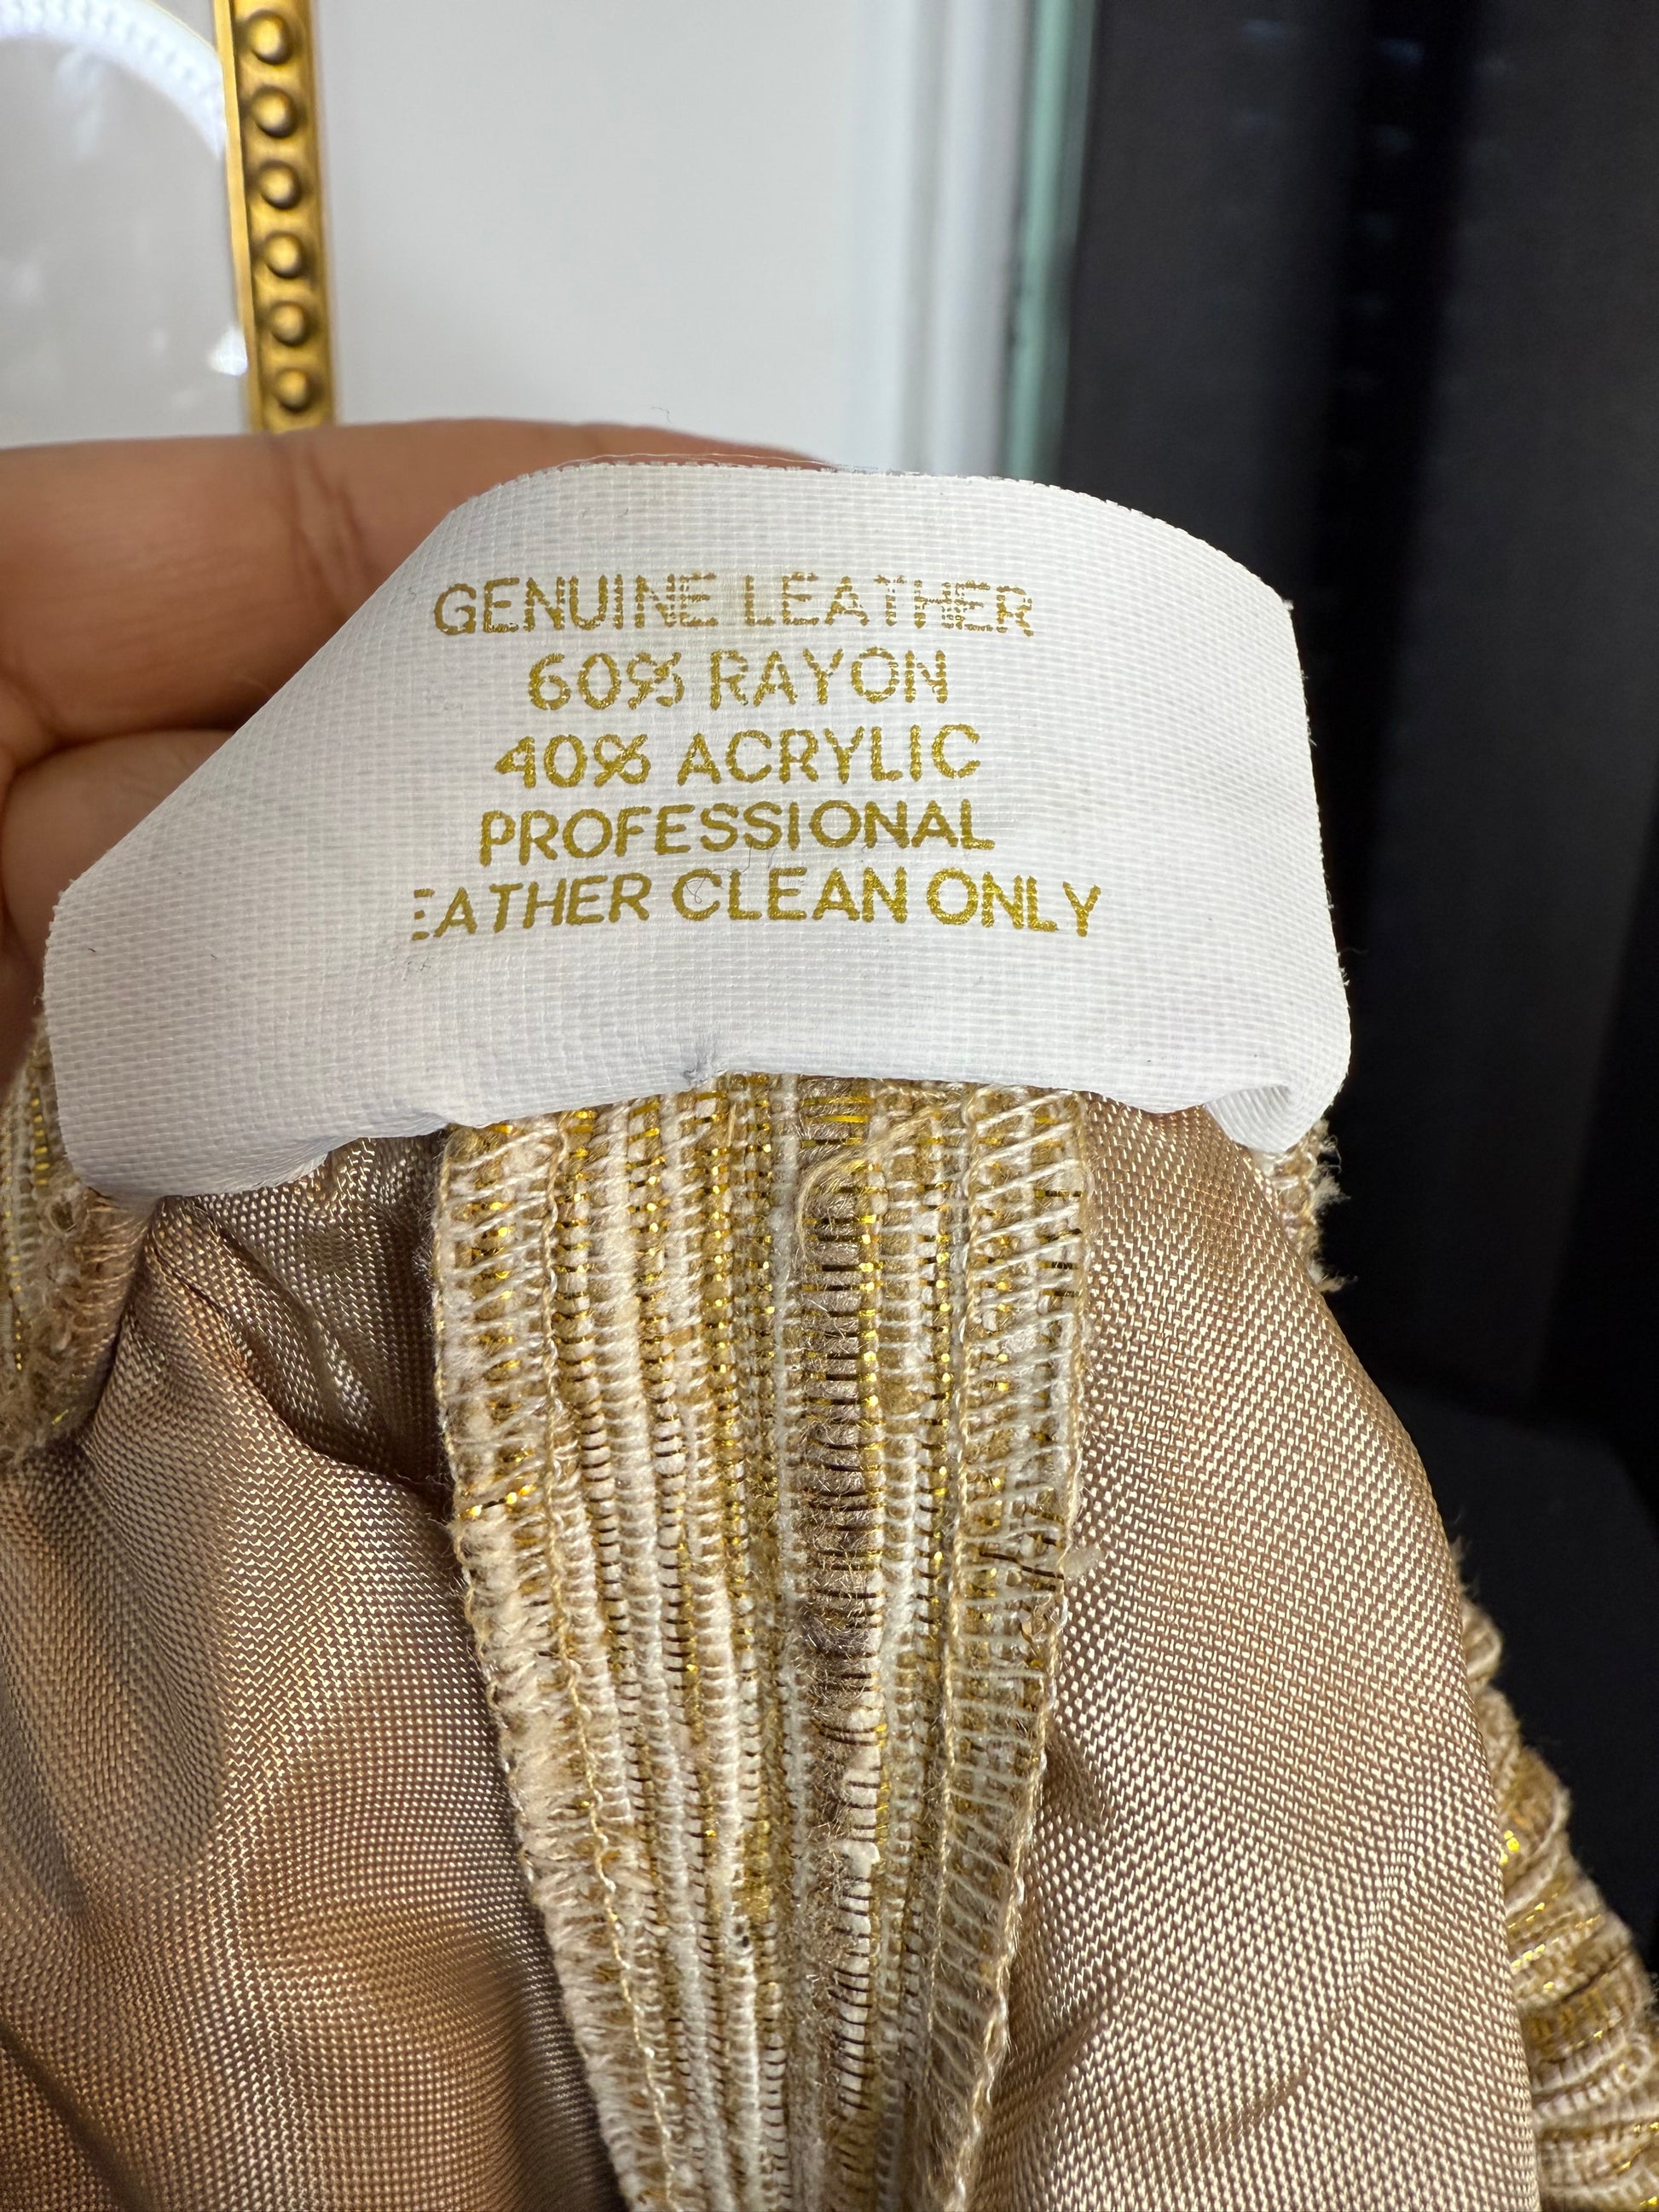 GENUINE LEATHER
60% RAYON
40% ACRYLIC
PROFESSIONAL
EATHER CLEAN ONLY